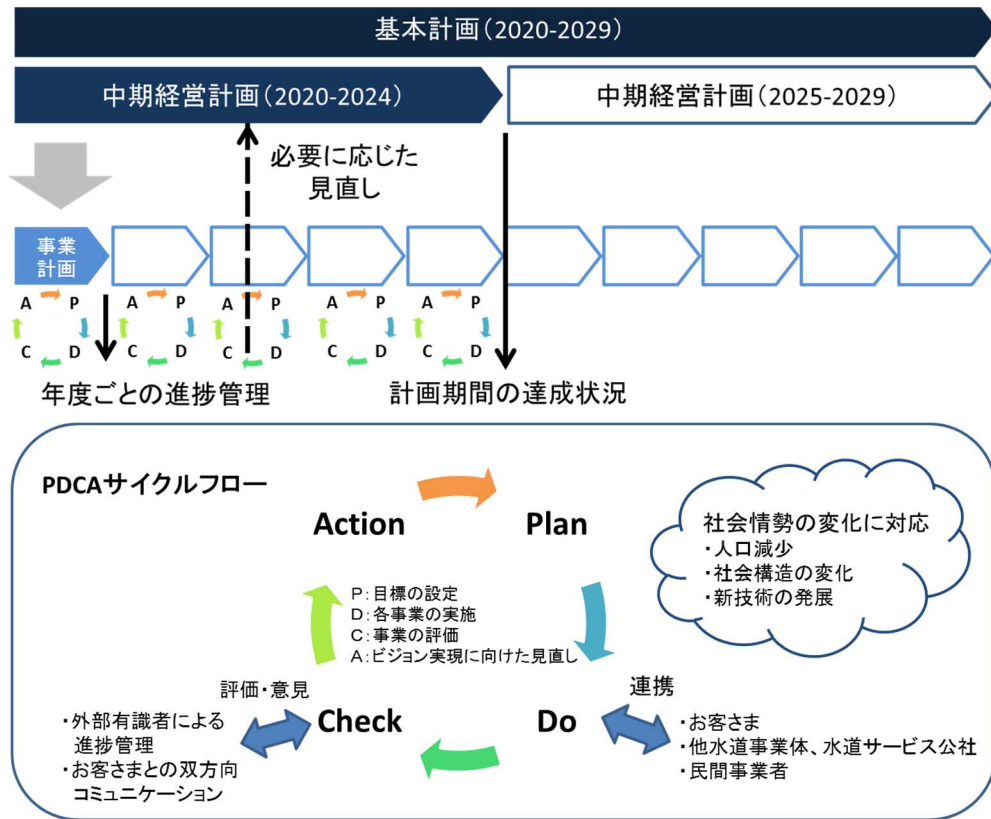 基本計画（2020-2029）
中期経営計画（2020-2024）
中期経営計画（2025-2029）
必要に応じた
見直し
事業
計画
A P
C D
A P
C D
A P
C D
A P
C D
A P
C D
年度ごとの進捗管理
計画期間の達成状況
PDCAサイクルフロー
Action
Plan
社会情勢の変化に対応
・人口減少
・社会構造の変化
・新技術の発展
P：目標の設定
D：各事業の実施
C：事業の評価
A：ビジョン実現に向けた見直し
評価・意見
連携
Check
Do
・外部有識者による
進捗管理
・お客さまとの双方向
コミュニケーション
・お客さま
・他水道事業体、水道サービス公社
・民間事業者